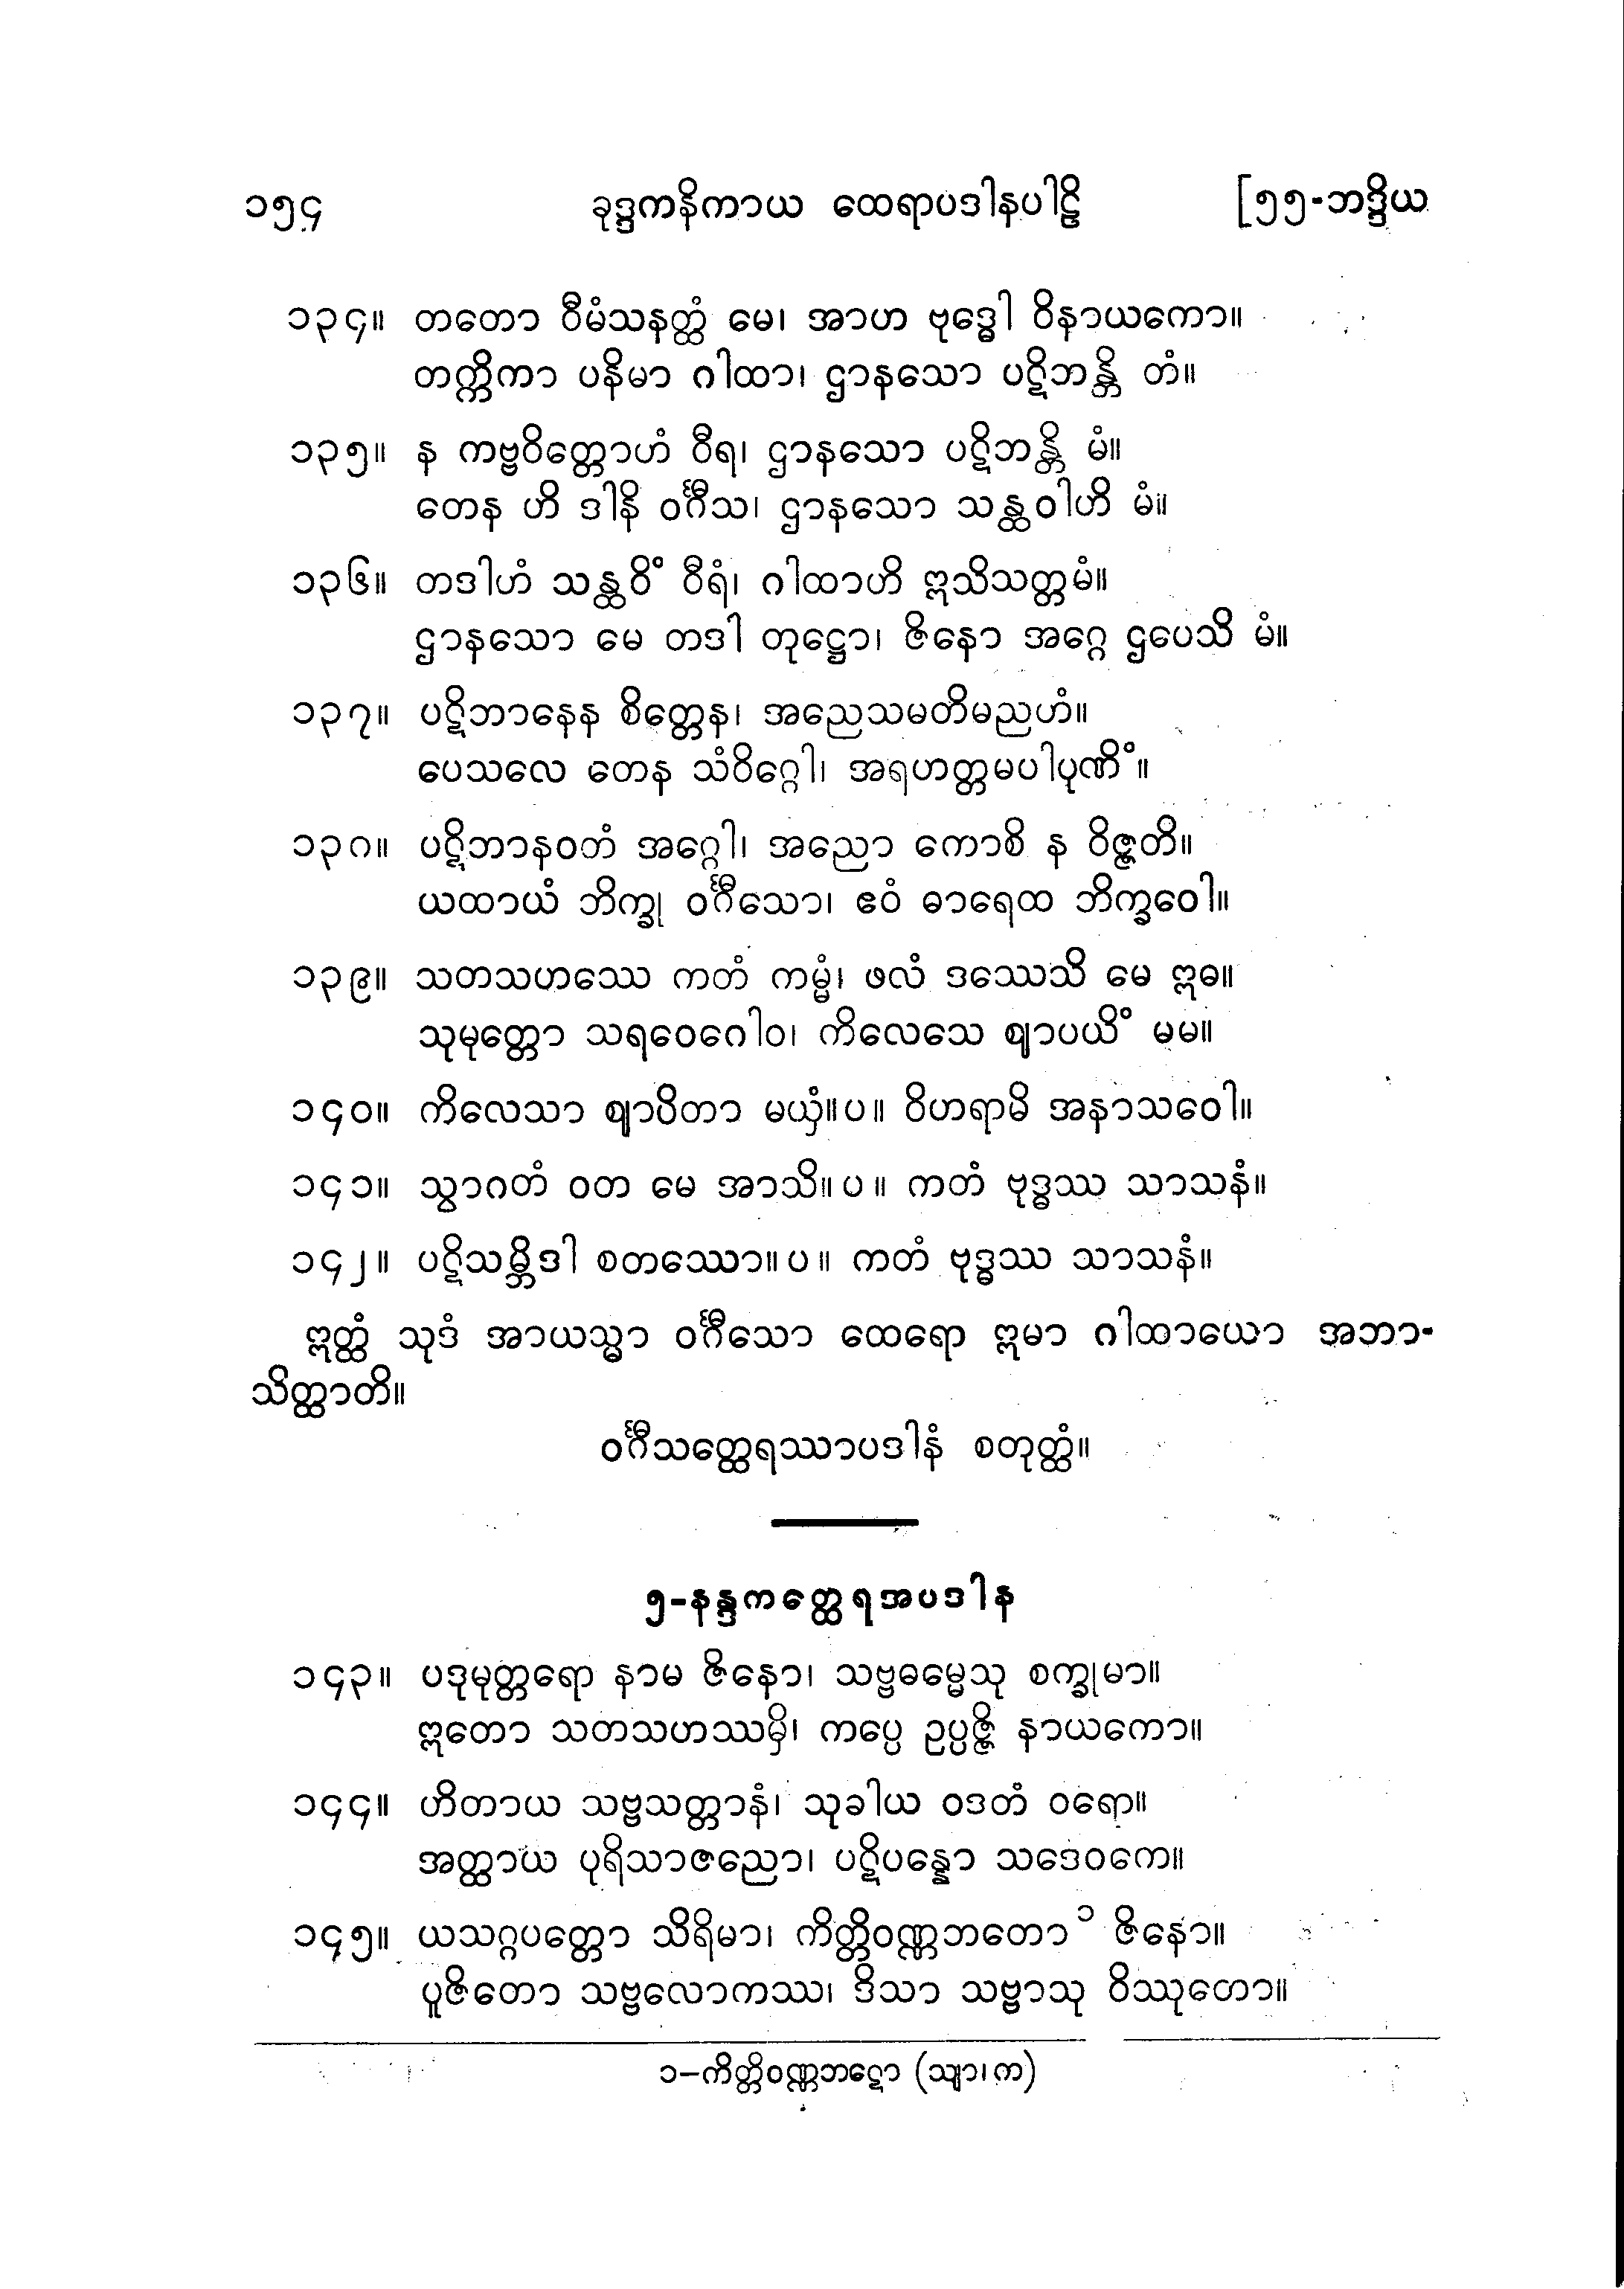 ၁၅၄ ခုဒ္ဒကနိကာယ ထေရာပဒါနပါဠိ [၅၅-ဘဒ္ဒိယ
၁၃၄။ တတော ဝီမံသနတ္ထံ မေ၊ အာဟ ဗုဒ္ဓေါ ဝိနာယကော။
တက္ကိကာ ပနိမာ ဂါထာ၊ ဌာနသော ပဋိဘန္တိ တံ။
၁၃၅။ န ကဗ္ဗဝိတ္တောဟံ ဝီရ၊ ဌာနသော ပဋိဘန္တိ မံ။
တေန ဟိ ဒါနိ ဝင်္ဂီသ၊ ဌာနသော သန္ထဝါဟိ မံ။
၁၃၆။ တဒါဟံ သန္ထဝိံ ဝီရံ၊ ဂါထာဟိ ဣသိသတ္တမံ။
ဌာနသော မေ တဒါ တုဋ္ဌော၊ ဇိနော အဂ္ဂေ ဌပေသိ မံ။
၁၃၇။ ပဋိဘာနေန စိတ္တေန၊ အညေသမတိမညဟံ။
ပေသလေ တေန သံဝိဂ္ဂေါ၊ အရဟတ္တမပါပုဏိံ။
၁၃၈။ ပဋိဘာနဝတံ အဂ္ဂေါ၊ အညော ကောစိ န ဝိဇ္ဇတိ။
ယထာယံ ဘိက္ခု ဝင်္ဂီသော၊ ဧဝံ ဓာရေထ ဘိက္ခဝေါ။
၁၃၉။ သတသဟဿေ ကတံ ကမ္မံ၊ ဖလံ ဒဿေသိ မေ ဣဓ။
သုမုတ္တော သရဝေဂေါဝ၊ ကိလေသေ ဈာပယိံ မမ။
၁၄၀။ ကိလေသာ ဈာပိတာ မယှံ။ပ။ ဝိဟရာမိ အနာသဝေါ။
၁၄၁။ သွာဂတံ ဝတ မေ အာသိ။ပ။ ကတံ ဗုဒ္ဓဿ သာသနံ။
၁၄၂။ ပဋိသမ္ဘိဒါ စတဿော။ပ။ ကတံ ဗုဒ္ဓဿ သာသနံ။
ဣတ္ထံ သုဒံ အာယသ္မာ ဝင်္ဂီသော ထေရော ဣမာ ဂါထာယော အဘာ-
သိတ္ထာတိ။
ဝင်္ဂီသတ္ထေရဿာပဒါနံ စတုတ္ထံ။
၅-နန္ဒကတ္ထေရအပဒါန
၁၄၃။ ပဒုမုတ္တရော နာမ ဇိနော၊ သဗ္ဗဓမ္မေသု စက္ခုမာ။
ဣတော သတသဟဿမှိ၊ ကပ္ပေ ဥပ္ပဇ္ဇိ နာယကော။
၁၄၄။ ဟိတာယ သဗ္ဗသတ္တာနံ၊ သုခါယ ဝဒတံ ဝရော။
အတ္ထာယ ပုရိသာဇညော၊ ပဋိပန္နော သဒေဝကေ။
၁၄၅။ ယသဂ္ဂပတ္တော သိရိမာ၊ ကိတ္တိဝဏ္ဏဘတော ၁ ဇိနော။
ပူဇိတော သဗ္ဗလောကဿ၊ ဒိသာ သဗ္ဗာသု ဝိဿုတော။
၁-ကိတ္တိဝဏ္ဏဘဋော (သျာ၊က)